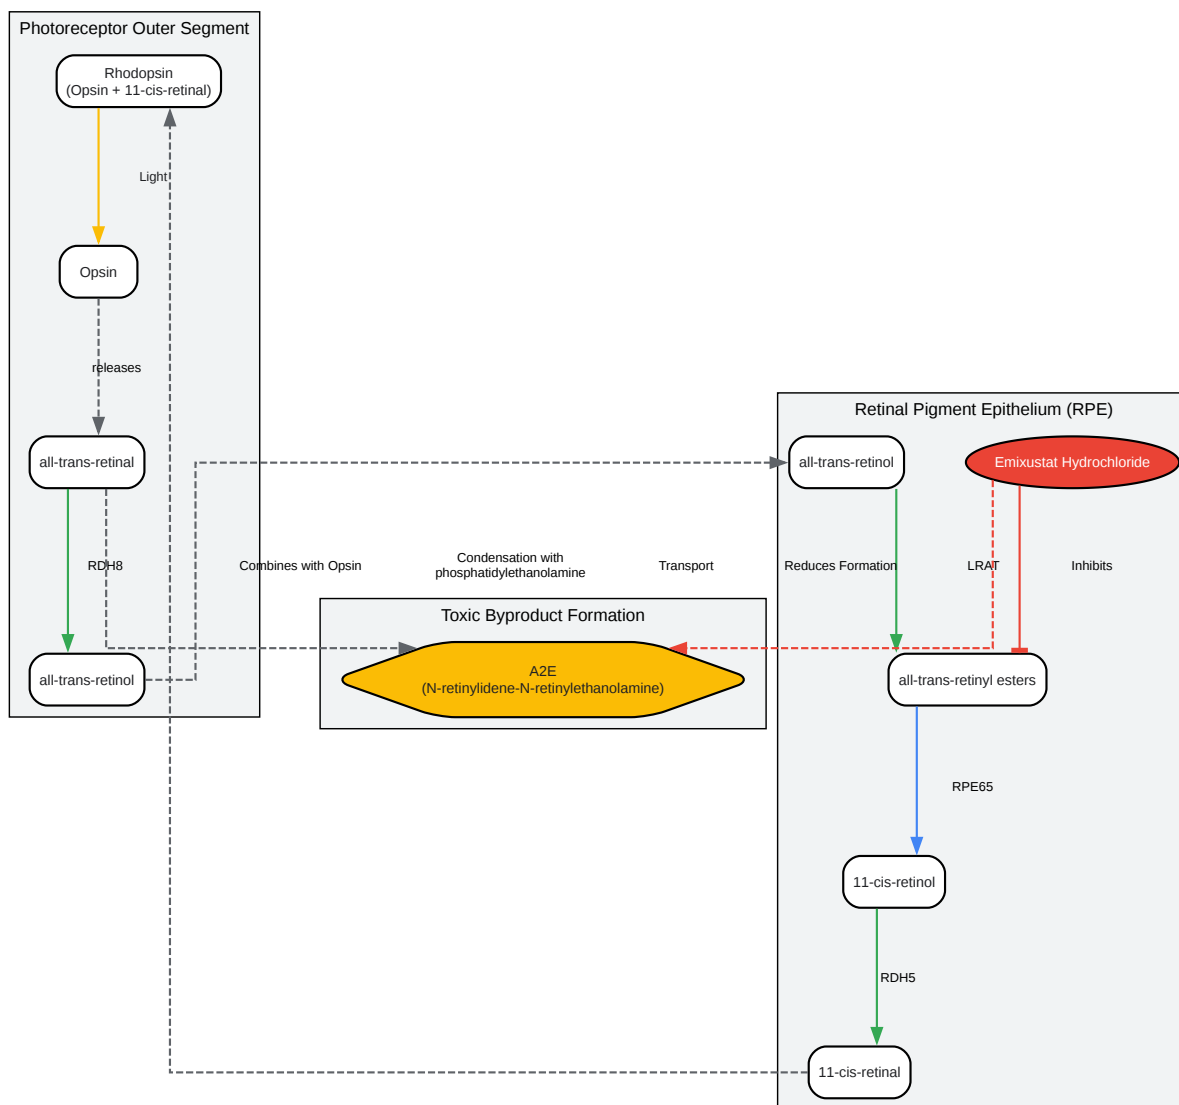 Photoreceptor Outer Segment
Rhodopsin
(Opsin + 11-cis-retinal)
Light
Opsin
releases
Retinal Pigment Epithelium (RPE)
all-trans-retinal
all-trans-retinol
Emixustat Hydrochloride
RDH8
Combines with Opsin
Condensation with
phosphatidylethanolamine
Transport
Reduces Formation
LRAT
Inhibits
Toxic Byproduct Formation
all-trans-retinol
A2E
(N-retinylidene-N-retinylethanolamine)
all-trans-retinyl esters
RPE65
11-cis-retinol
RDH5
11-cis-retinal